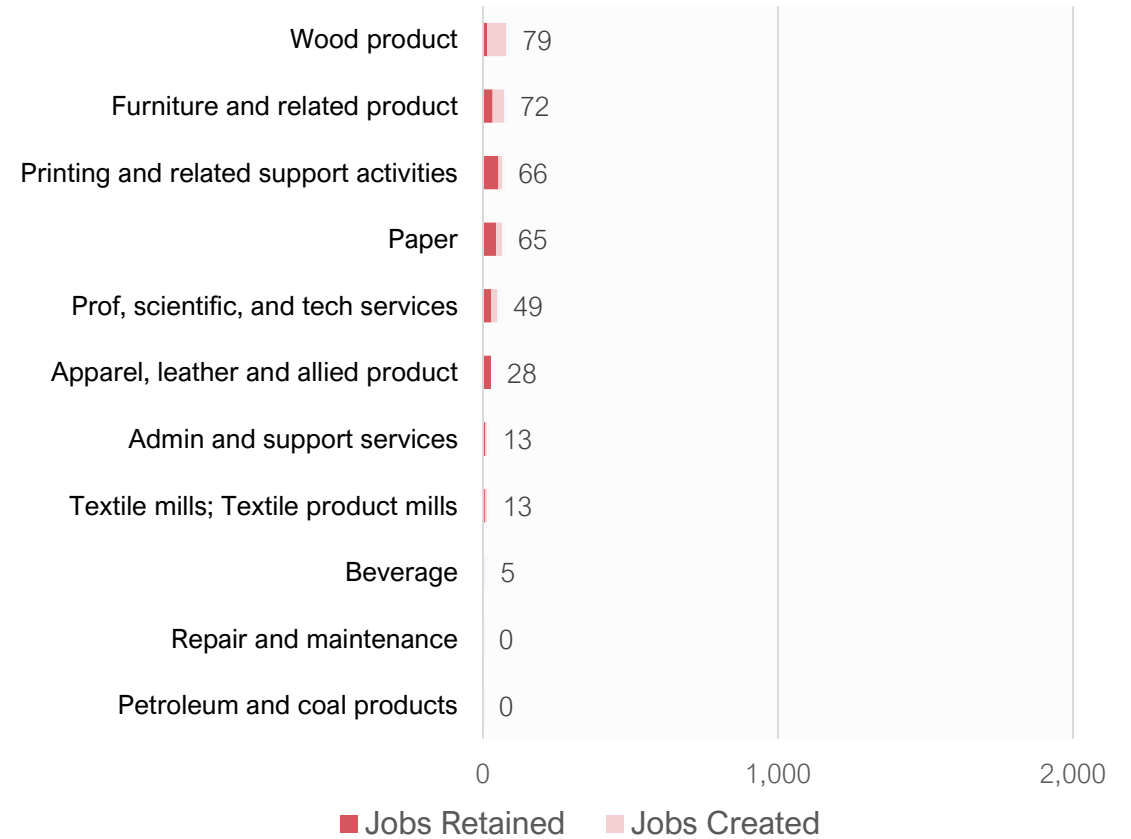 Wood product 79
Furniture and related product 72
Printing and related support activities 66
Paper 65
Prof, scientific, and tech services 49
Apparel, leather and allied product 28
Admin and support services 13
Textile mills; Textile product mills 13
Beverage 5
Repair and maintenance 0
Petroleum and coal products 0
0 1,000 2,000
Jobs Retained Jobs Created